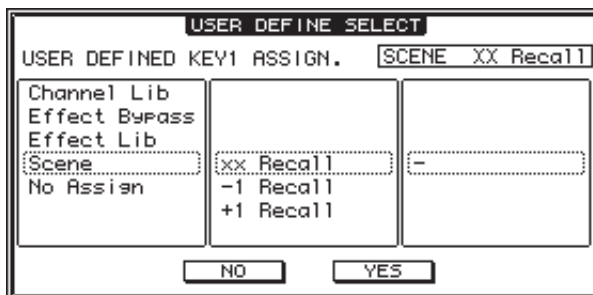 USER DEFINE SELECT
USER DEFINED KEY1 ASSIGN. SCENE XX Recall
Channel Lib
Effect Bypass
Effect Lib
Scene xx Recall -
No Assign -1 Recall
+1 Recall
NO YES